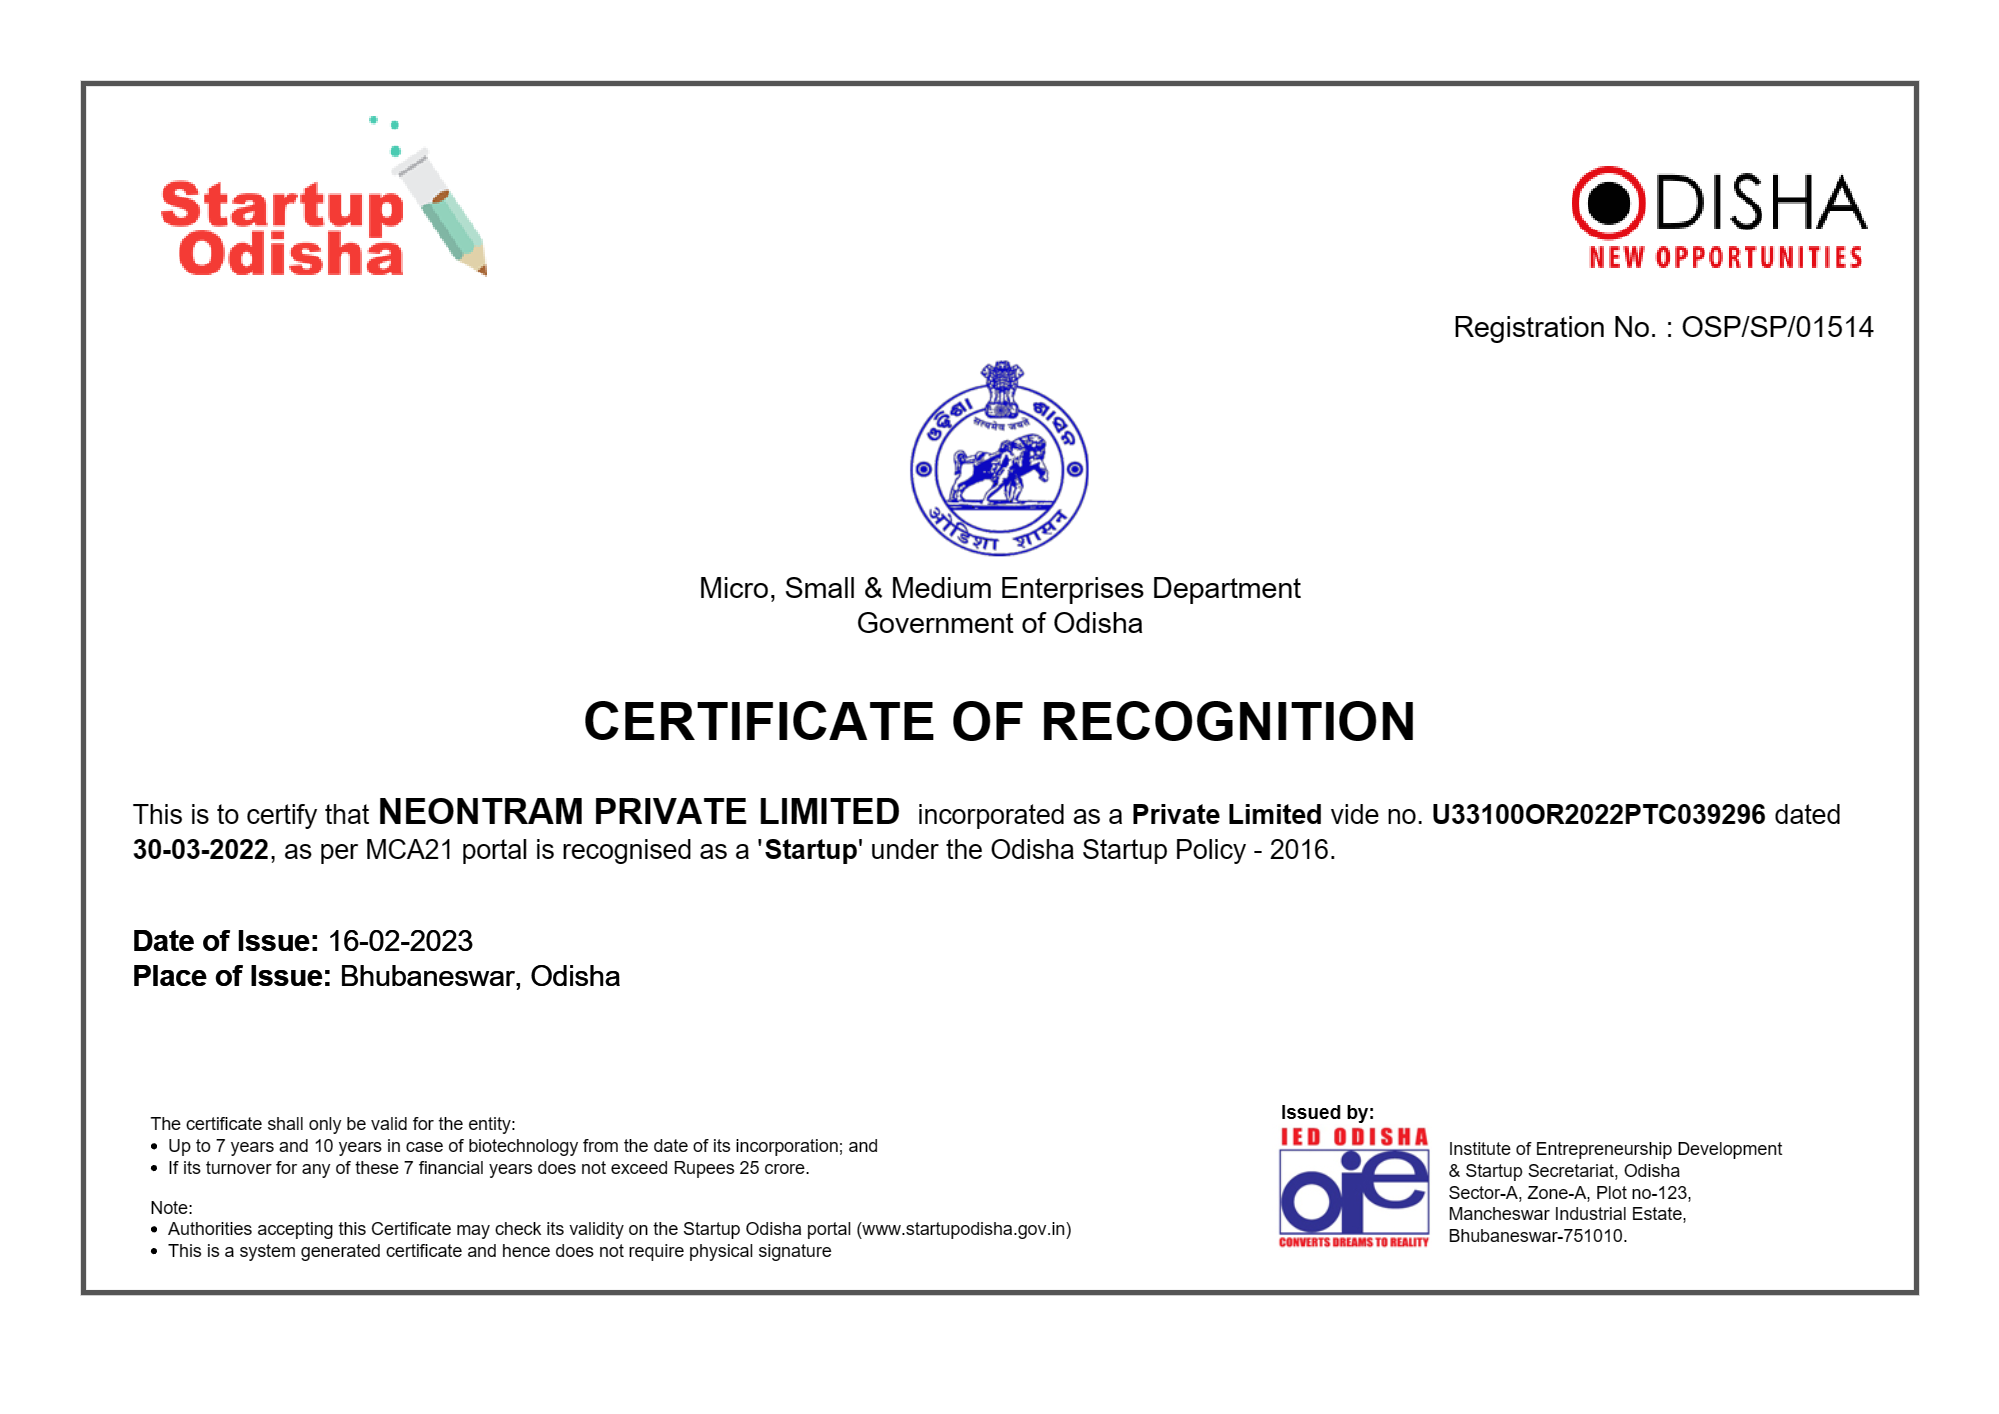 Startup
Odisha
ODISHA
NEW OPPORTUNITIES
Registration No. : OSP/SP/01514
ଓଡ଼ିଶା ଶାସନ
सत्यमेव जयते
ओडिशा शासन
Micro, Small & Medium Enterprises Department
Government of Odisha
CERTIFICATE OF RECOGNITION
This is to certify that NEONTRAM PRIVATE LIMITED incorporated as a Private Limited vide no. U33100OR2022PTC039296 dated
30-03-2022, as per MCA21 portal is recognised as a 'Startup' under the Odisha Startup Policy - 2016.
Date of Issue: 16-02-2023
Place of Issue: Bhubaneswar, Odisha
The certificate shall only be valid for the entity:
• Up to 7 years and 10 years in case of biotechnology from the date of its incorporation; and
• If its turnover for any of these 7 financial years does not exceed Rupees 25 crore.
Note:
• Authorities accepting this Certificate may check its validity on the Startup Odisha portal (www.startupodisha.gov.in)
• This is a system generated certificate and hence does not require physical signature
Issued by:
IED ODISHA
oie
CONVERTS DREAMS TO REALITY
Institute of Entrepreneurship Development
& Startup Secretariat, Odisha
Sector-A, Zone-A, Plot no-123,
Mancheswar Industrial Estate,
Bhubaneswar-751010.